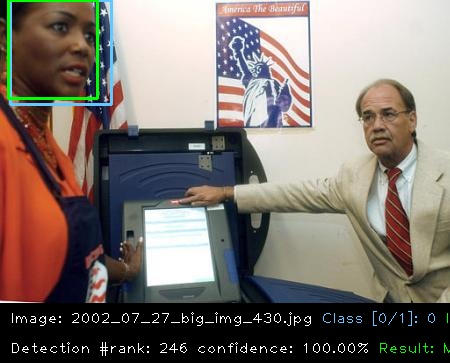 America The Beautiful
Image: 2002_07_27_big_img_430.jpg Class [0/1]: 0
Detection #rank: 246 confidence: 100.00% Result: